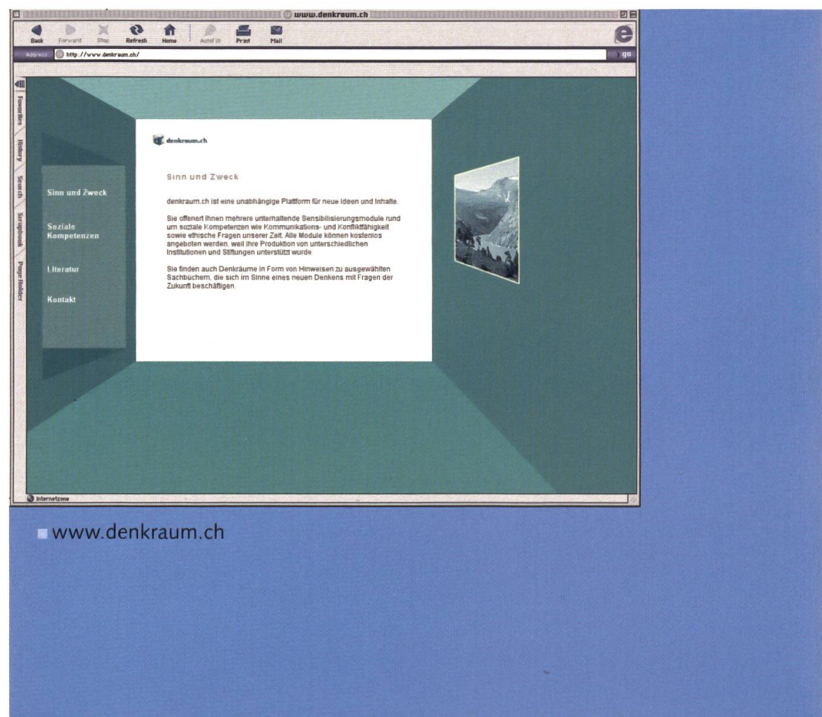 www.denkraum.ch
Back Forward Stop Refresh Home AutoFill Print Mail
Address http://www.denkraum.ch/ go
Favorites
History
Search
Scrapbook
Page Holder
Sinn und Zweck
Soziale
Kompetenzen
Literatur
Kontakt
denkraum.ch
Sinn und Zweck
denkraum.ch ist eine unabhängige Plattform für neue Ideen und Inhalte.
Sie offeriert Ihnen mehrere unterhaltende Sensibilisierungsmodule rund
um soziale Kompetenzen wie Kommunikations- und Konfliktfähigkeit
sowie ethische Fragen unserer Zeit. Alle Module können kostenlos
angeboten werden, weil ihre Produktion von unterschiedlichen
Institutionen und Stiftungen unterstützt wurde
Sie finden auch Denkräume in Form von Hinweisen zu ausgewählten
Sachbüchern, die sich im Sinne eines neuen Denkens mit Fragen der
Zukunft beschäftigen.
Internetzone
www.denkraum.ch